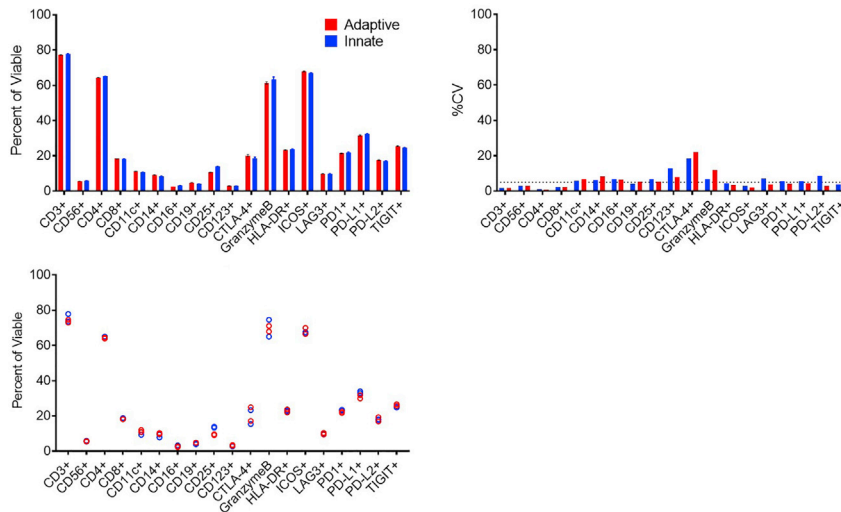 Percent of Viable
100
80
60
40
20
0
Adaptive
Innate
CD3+
CD56+
CD4+
CD8+
CD11c+
CD14+
CD16+
CD19+
CD25+
CD123+
CTLA-4+
GranzymeB
HLA-DR+
ICOS+
LAG3+
PD1+
PD-L1+
PD-L2+
TIGIT+
%CV
100
80
60
40
20
0
CD3+
CD56+
CD4+
CD8+
CD11c+
CD14+
CD16+
CD19+
CD25+
CD123+
CTLA-4+
GranzymeB
HLA-DR+
ICOS+
LAG3+
PD1+
PD-L1+
PD-L2+
TIGIT+
Percent of Viable
100
80
60
40
20
0
CD3+
CD56+
CD4+
CD8+
CD11c+
CD14+
CD16+
CD19+
CD25+
CD123+
CTLA-4+
GranzymeB
HLA-DR+
ICOS+
LAG3+
PD1+
PD-L1+
PD-L2+
TIGIT+